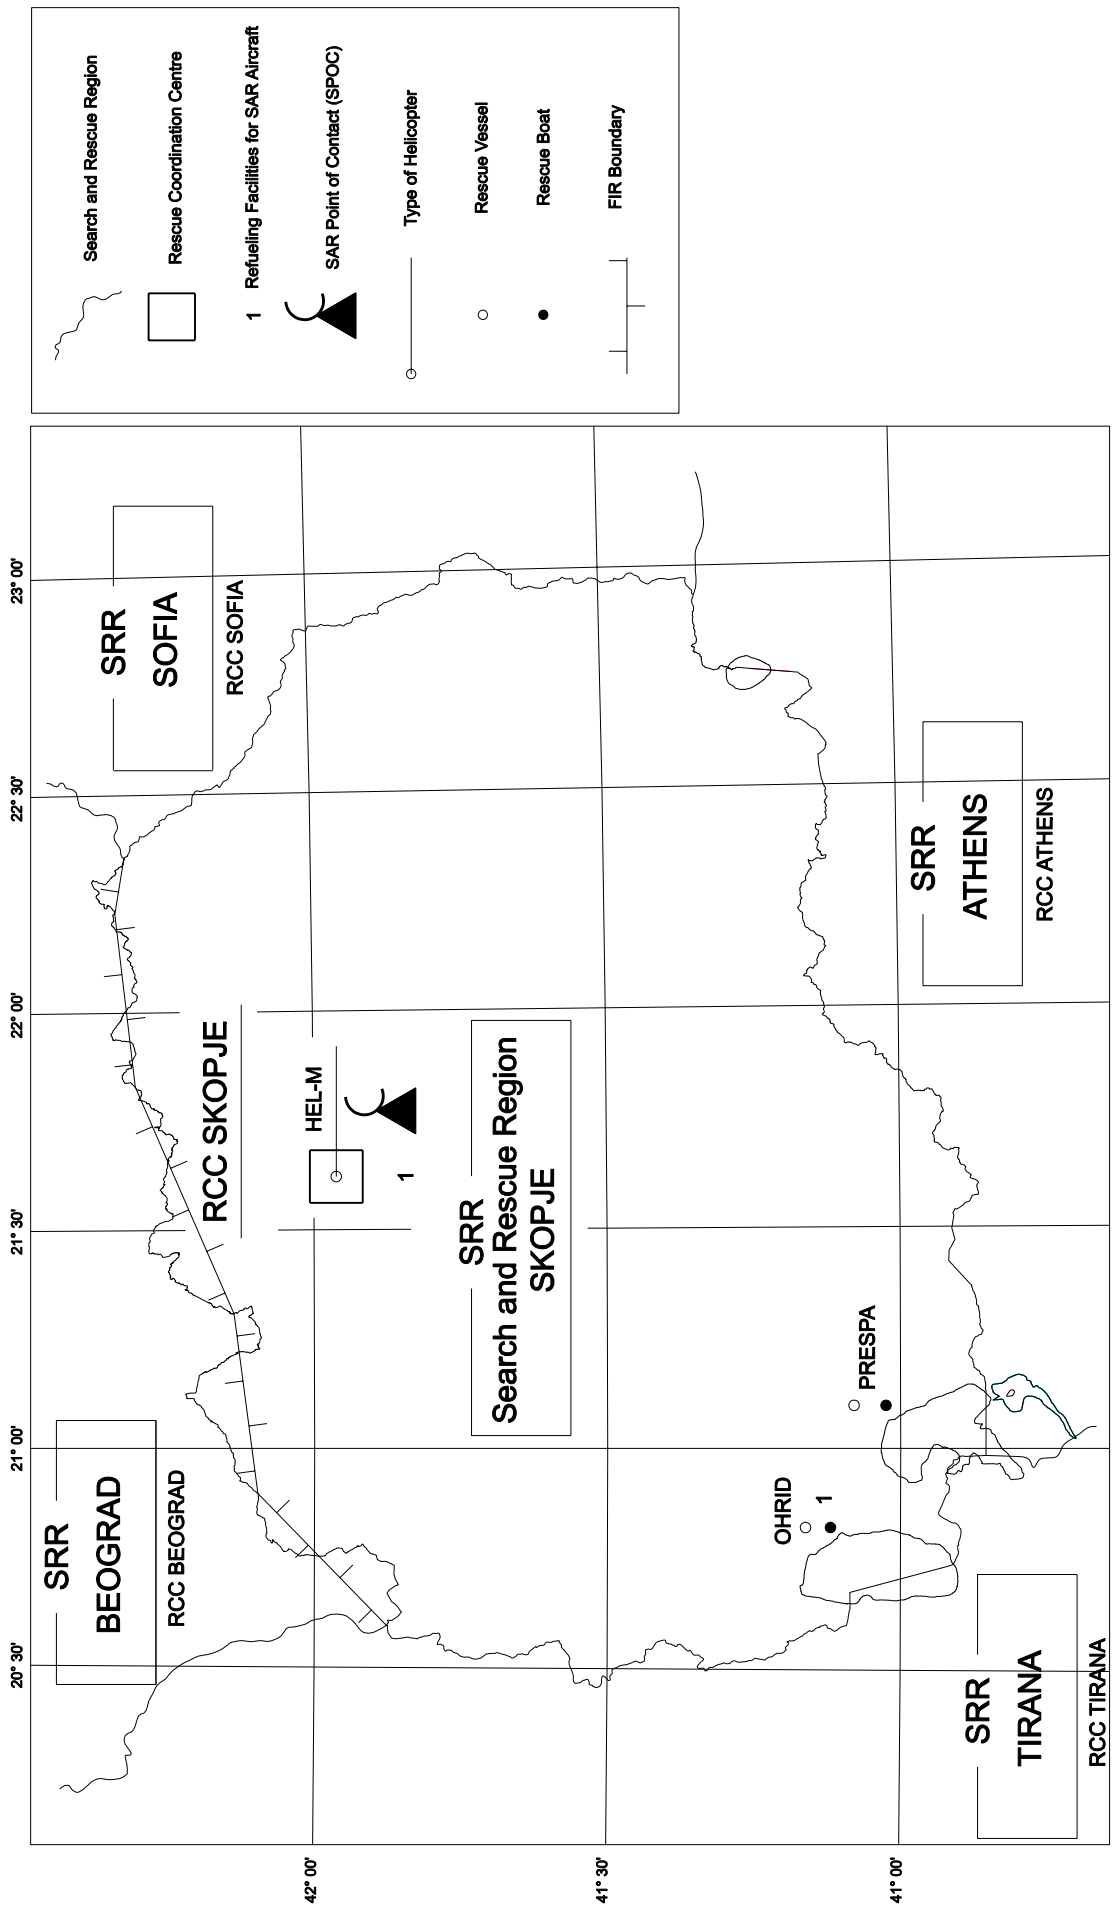 Search and Rescue Region
Rescue Coordination Centre
1 Refueling Facilities for SAR Aircraft
SAR Point of Contact (SPOC)
Type of Helicopter
Rescue Vessel
Rescue Boat
FIR Boundary
20° 30'
21° 00'
21° 30'
22° 00'
22° 30'
23° 00'
42° 00'
41° 30'
41° 00'
SRR
BEOGRAD
RCC BEOGRAD
SRR
SOFIA
RCC SOFIA
RCC SKOPJE
HEL-M
1
SRR
Search and Rescue Region
SKOPJE
OHRID
1
PRESPA
SRR
ATHENS
RCC ATHENS
SRR
TIRANA
RCC TIRANA